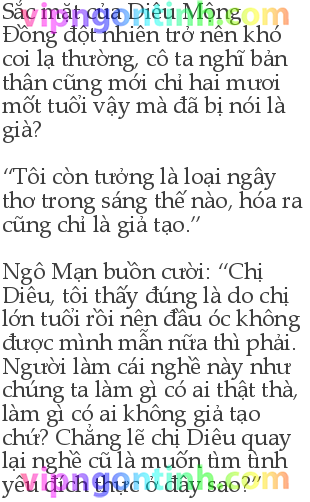 Sắc mặt của Diêu Mộng
vipngontinh.com
Đồng đột nhiên trở nên khó
coi lạ thường, cô ta nghĩ bản
thân cũng mới chỉ hai mươi
mốt tuổi vậy mà đã bị nói là
già?
“Tôi còn tưởng là loại ngây
thơ trong sáng thế nào, hóa ra
cũng chỉ là giả tạo.”
Ngô Mạn buồn cười: “Chị
Diêu, tôi thấy đúng là do chị
lớn tuổi rồi nên đầu óc không
được mình mẫn nữa thì phải.
Người làm cái nghề này như
chúng ta làm gì có ai thật thà,
làm gì có ai không giả tạo
chứ? Chẳng lẽ chị Diêu quay
lại nghề cũ là muốn tìm tình
yêu đích thực ở đây sao?”
vipngontinh.com